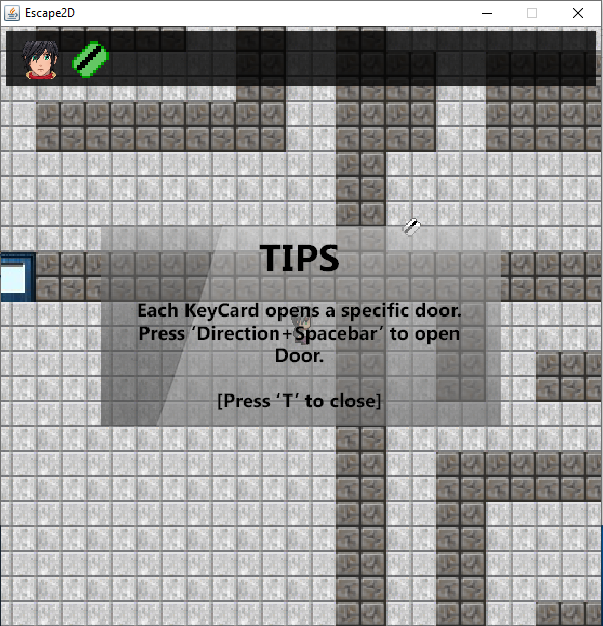 Escape2D
TIPS
Each KeyCard opens a specific door.
Press ‘Direction+Spacebar’ to open
Door.
[Press ‘T’ to close]